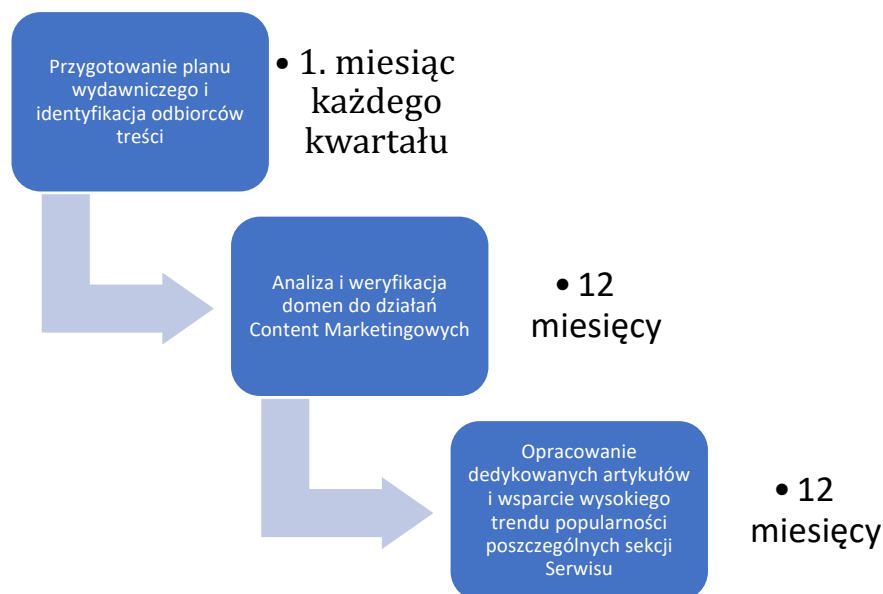 Przygotowanie planu
wydawniczego i
identyfikacja odbiorców
treści
• 1. miesiąc
każdego
kwartału
Analiza i weryfikacja
domen do działań
Content Marketingowych
• 12
miesięcy
Opracowanie
dedykowanych artykułów
i wsparcie wysokiego
trendu popularności
poszczególnych sekcji
Serwisu
• 12
miesięcy